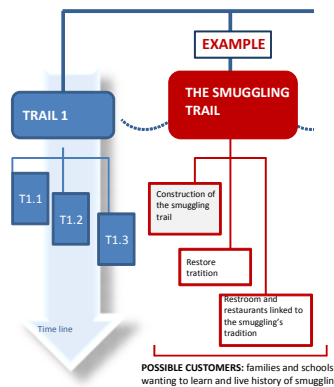 EXAMPLE
TRAIL 1
THE SMUGGLING
TRAIL
T1.1
T1.2
T1.3
Construction of
the smuggling
trail
Restore
tratition
Restroom and
restaurants linked to
the smuggling's
tradition
Time line
POSSIBLE CUSTOMERS: families and schools
wanting to learn and live history of smugglin